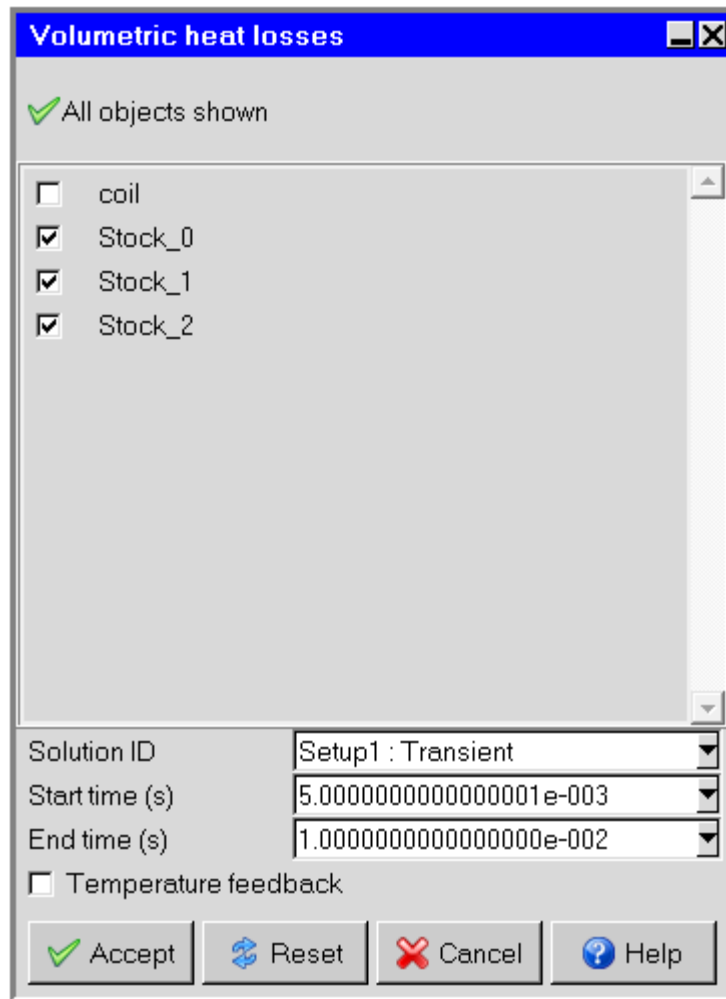 Volumetric heat losses
All objects shown
coil
Stock_0
Stock_1
Stock_2
Solution ID Setup1 : Transient
Start time (s) 5.0000000000000001e-003
End time (s) 1.0000000000000000e-002
Temperature feedback
Accept Reset Cancel Help